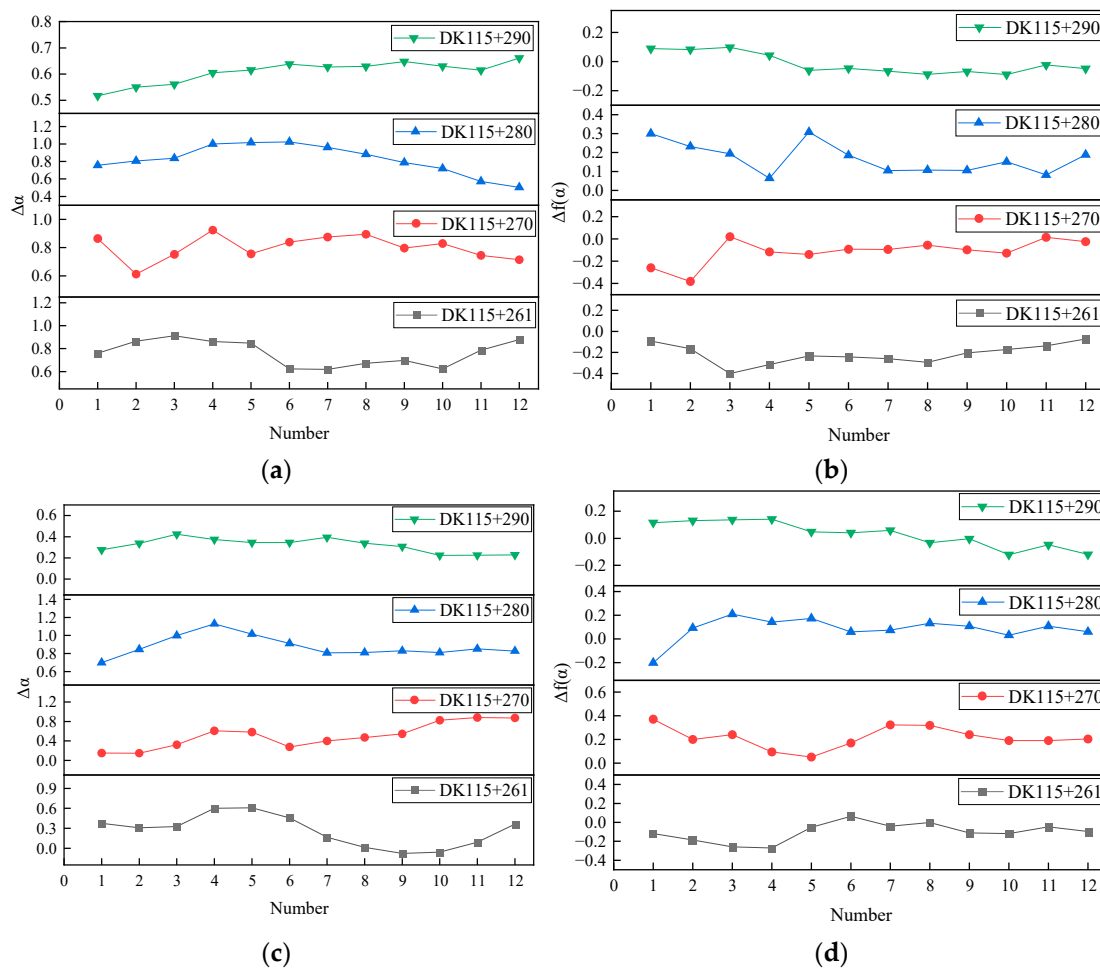 0.8
0.7
0.6
0.5
DK115+290
1.2
1.0
0.8
0.6
0.4
DK115+280
1.0
0.8
0.6
DK115+270
1.2
1.0
0.8
0.6
DK115+261
Δα
0 1 2 3 4 5 6 7 8 9 10 11 12
Number
(a)
0.2
0.0
−0.2
DK115+290
0.4
0.3
0.2
0.1
0.0
DK115+280
0.2
0.0
−0.2
−0.4
DK115+270
0.2
0.0
−0.2
−0.4
DK115+261
Δf(α)
0 1 2 3 4 5 6 7 8 9 10 11 12
Number
(b)
0.6
0.4
0.2
0.0
DK115+290
1.4
1.2
1.0
0.8
0.6
DK115+280
1.2
0.8
0.4
0.0
DK115+270
0.9
0.6
0.3
0.0
DK115+261
Δα
0 1 2 3 4 5 6 7 8 9 10 11 12
Number
(c)
0.2
0.0
−0.2
DK115+290
0.4
0.2
0.0
−0.2
DK115+280
0.6
0.4
0.2
0.0
DK115+270
0.4
0.2
0.0
−0.2
−0.4
DK115+261
Δf(α)
0 1 2 3 4 5 6 7 8 9 10 11 12
Number
(d)